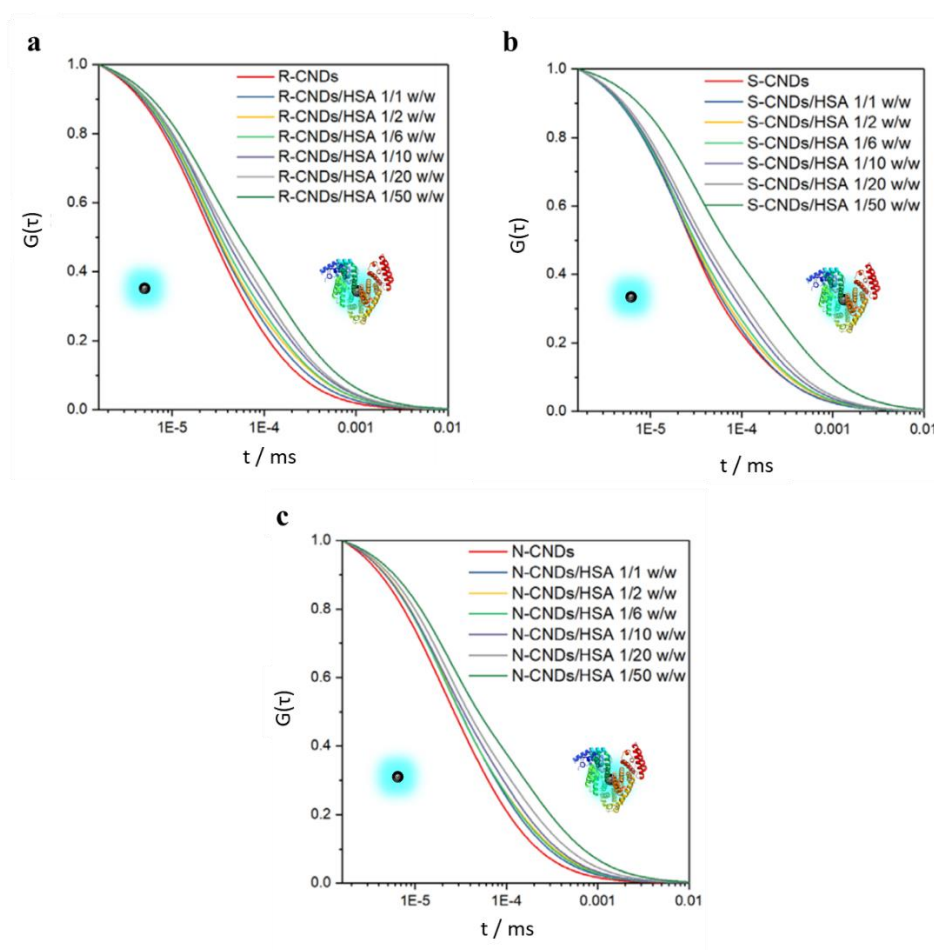 a
1.0
0.8
0.6
0.4
0.2
0.0
G(τ)
R-CNDs
R-CNDs/HSA 1/1 w/w
R-CNDs/HSA 1/2 w/w
R-CNDs/HSA 1/6 w/w
R-CNDs/HSA 1/10 w/w
R-CNDs/HSA 1/20 w/w
R-CNDs/HSA 1/50 w/w
1E-5 1E-4 0.001 0.01
t / ms
b
1.0
0.8
0.6
0.4
0.2
0.0
G(τ)
S-CNDs
S-CNDs/HSA 1/1 w/w
S-CNDs/HSA 1/2 w/w
S-CNDs/HSA 1/6 w/w
S-CNDs/HSA 1/10 w/w
S-CNDs/HSA 1/20 w/w
S-CNDs/HSA 1/50 w/w
1E-5 1E-4 0.001 0.01
t / ms
c
1.0
0.8
0.6
0.4
0.2
0.0
G(τ)
N-CNDs
N-CNDs/HSA 1/1 w/w
N-CNDs/HSA 1/2 w/w
N-CNDs/HSA 1/6 w/w
N-CNDs/HSA 1/10 w/w
N-CNDs/HSA 1/20 w/w
N-CNDs/HSA 1/50 w/w
1E-5 1E-4 0.001 0.01
t / ms